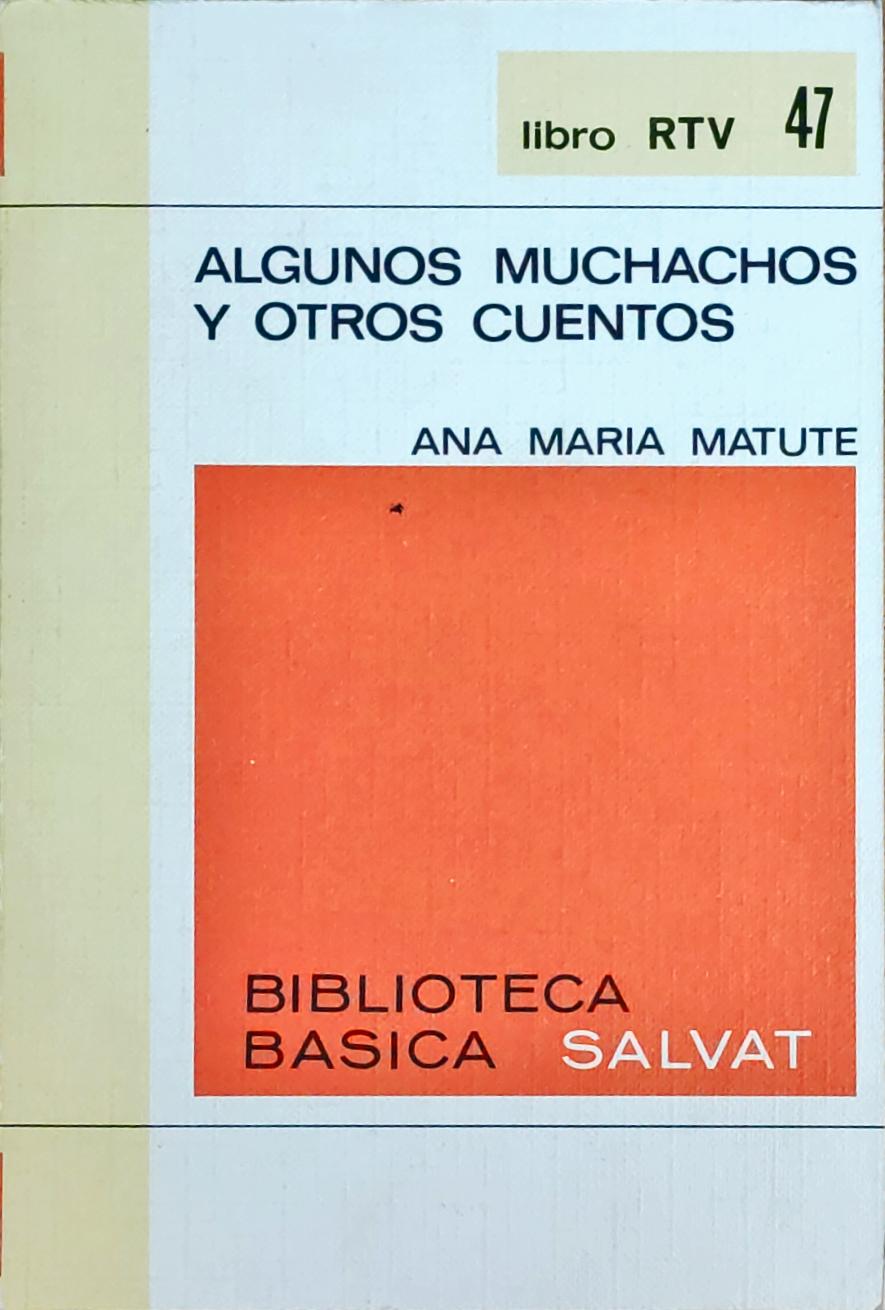 libro RTV 47
ALGUNOS MUCHACHOS
Y OTROS CUENTOS
ANA MARIA MATUTE
BIBLIOTECA
BASICA SALVAT